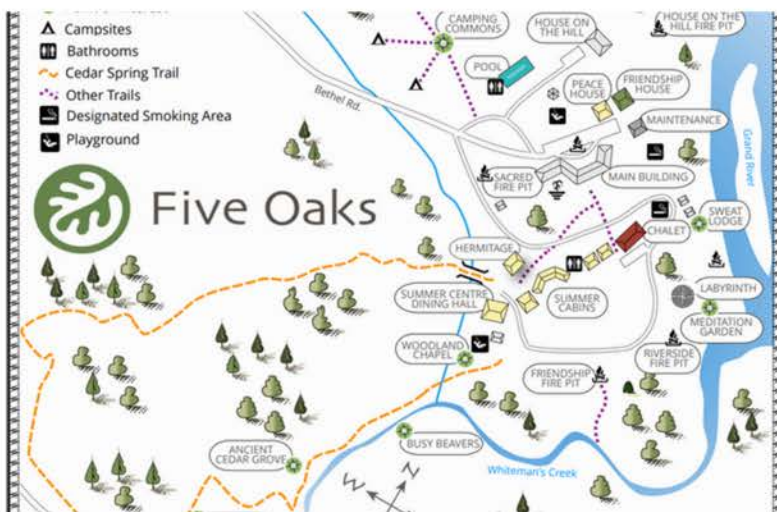 Campsites
Bathrooms
Cedar Spring Trail
Other Trails
Designated Smoking Area
Playground
Five Oaks
CAMPING
COMMONS
HOUSE ON
THE HILL
HOUSE ON THE
HILL FIRE PIT
POOL
Bethel Rd.
PEACE
HOUSE
FRIENDSHIP
HOUSE
MAINTENANCE
Grand River
SACRED
FIRE PIT
MAIN BUILDING
HERMITAGE
CHALET
SWEAT
LODGE
SUMMER CENTRE
DINING HALL
SUMMER
CABINS
LABYRINTH
MEDITATION
GARDEN
WOODLAND
CHAPEL
FRIENDSHIP
FIRE PIT
RIVERSIDE
FIRE PIT
ANCIENT
CEDAR GROVE
BUSY BEAVERS
Whiteman's Creek
W
N